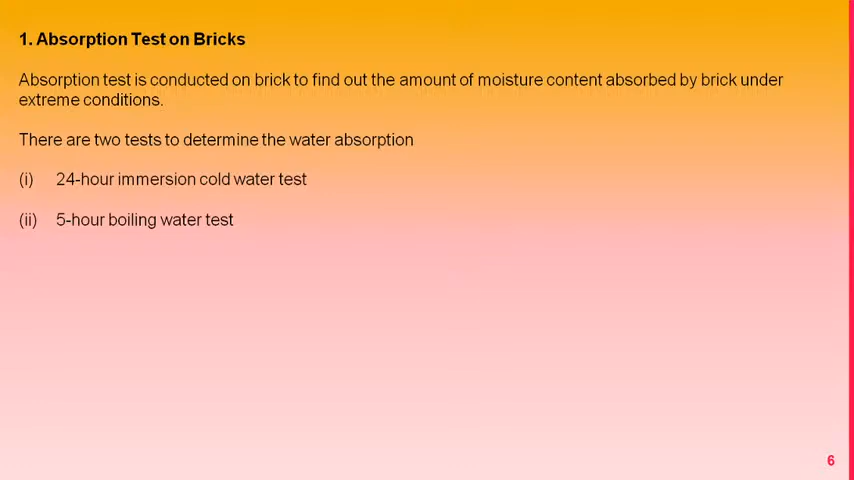 1. Absorption Test on Bricks
Absorption test is conducted on brick to find out the amount of moisture content absorbed by brick under
extreme conditions.
There are two tests to determine the water absorption
(i) 24-hour immersion cold water test
(ii) 5-hour boiling water test
6